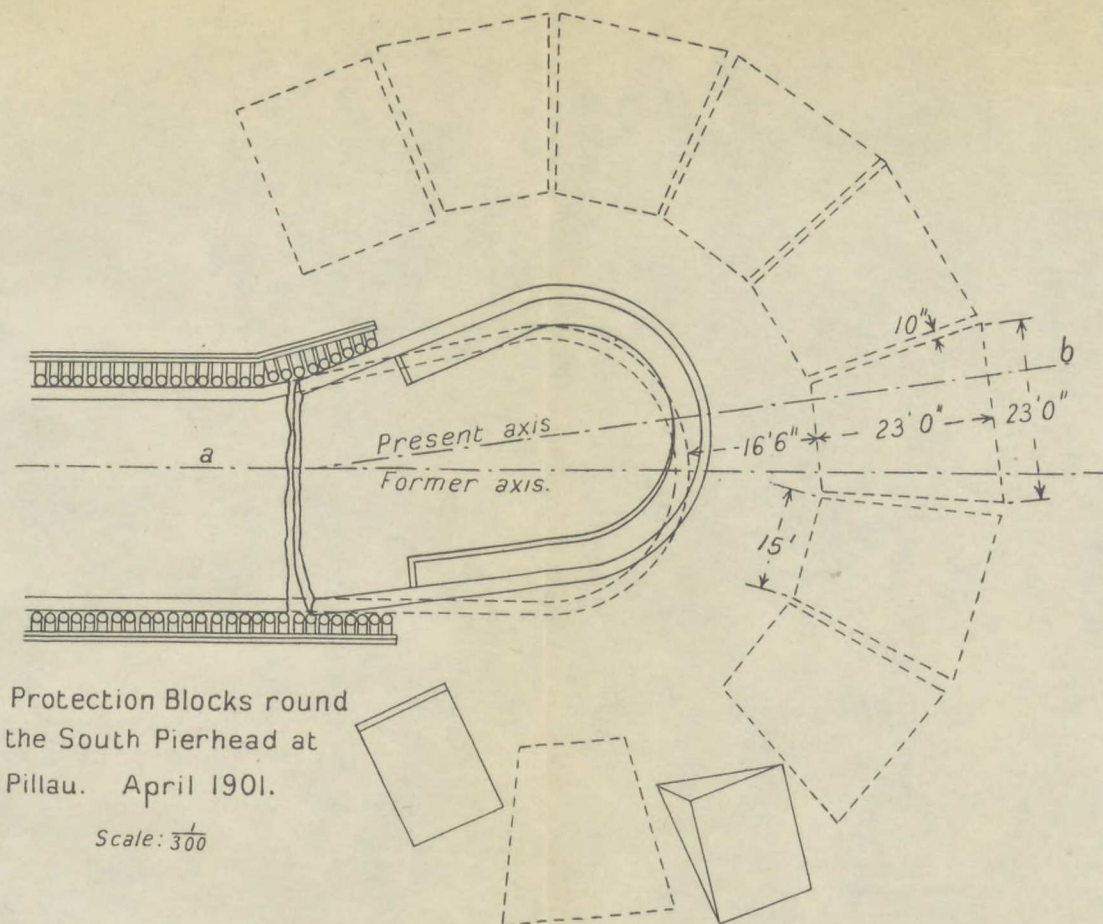 10"
b
Present axis
a
16'6"
23'0"
23'0"
Former axis.
15'
Protection Blocks round
the South Pierhead at
Pillau. April 1901.
Scale: 1/300